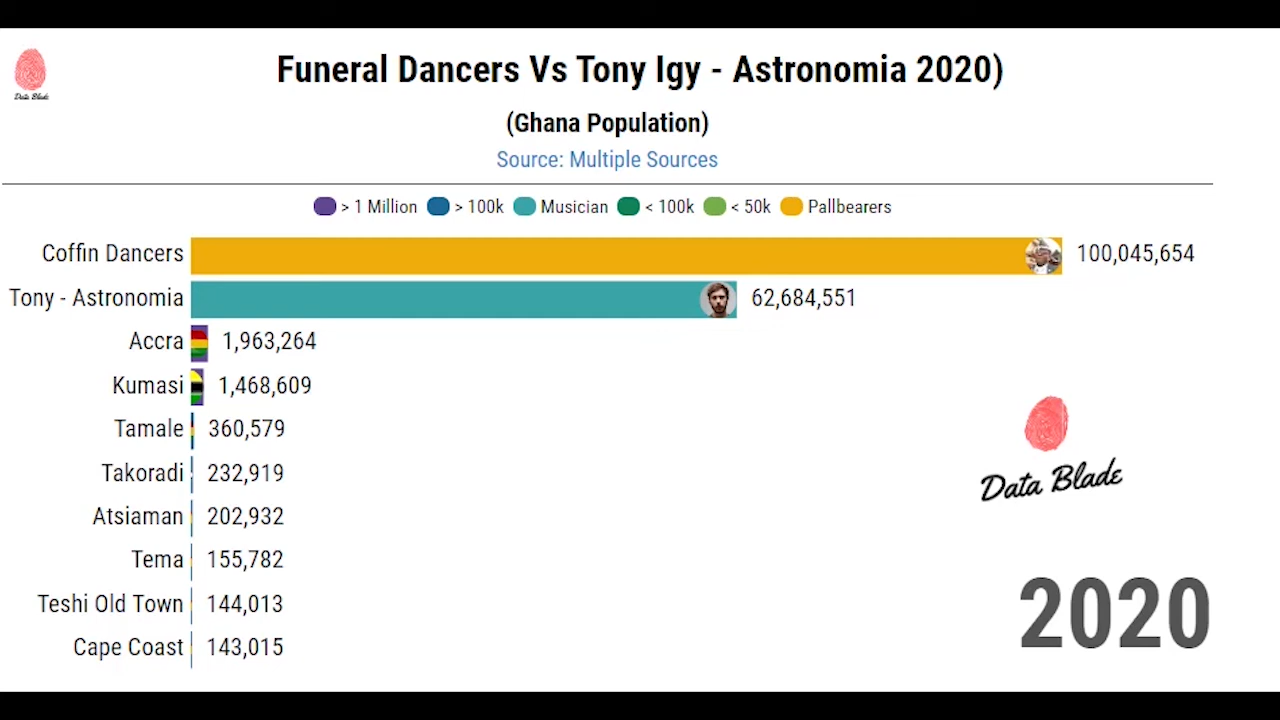 Funeral Dancers Vs Tony Igy - Astronomia 2020)
Data Blade
(Ghana Population)
Source: Multiple Sources
> 1 Million > 100k Musician < 100k < 50k Pallbearers
Coffin Dancers 100,045,654
Tony - Astronomia 62,684,551
Accra 1,963,264
Kumasi 1,468,609
Tamale 360,579
Takoradi 232,919
Atsiaman 202,932
Tema 155,782
Teshi Old Town 144,013
Cape Coast 143,015
Data Blade
2020